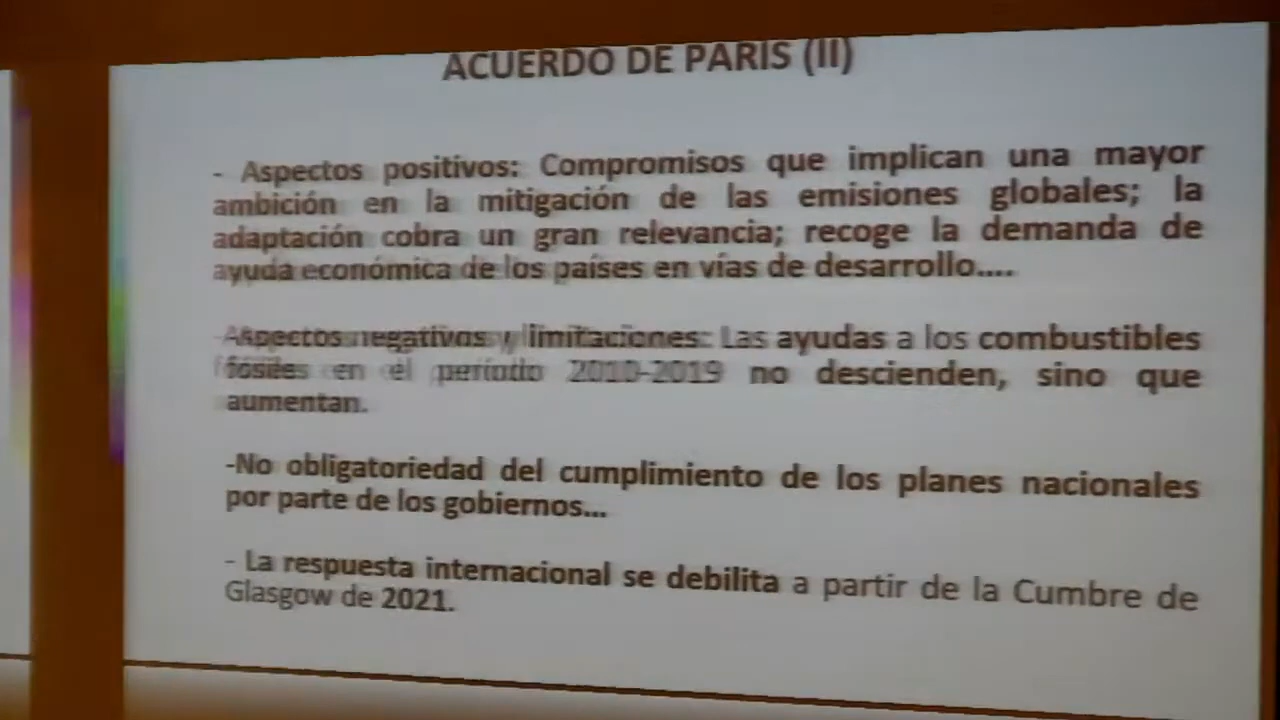 ACUERDO DE PARIS (II)
- Aspectos positivos: Compromisos que implican una mayor
ambición en la mitigación de las emisiones globales; la
adaptación cobra un gran relevancia; recoge la demanda de
ayuda económica de los países en vías de desarrollo....
-Aspectos negativos y limitaciones: Las ayudas a los combustibles
fósiles en el período 2010-2019 no descienden, sino que
aumentan.
-No obligatoriedad del cumplimiento de los planes nacionales
por parte de los gobiernos...
- La respuesta internacional se debilita a partir de la Cumbre de
Glasgow de 2021.